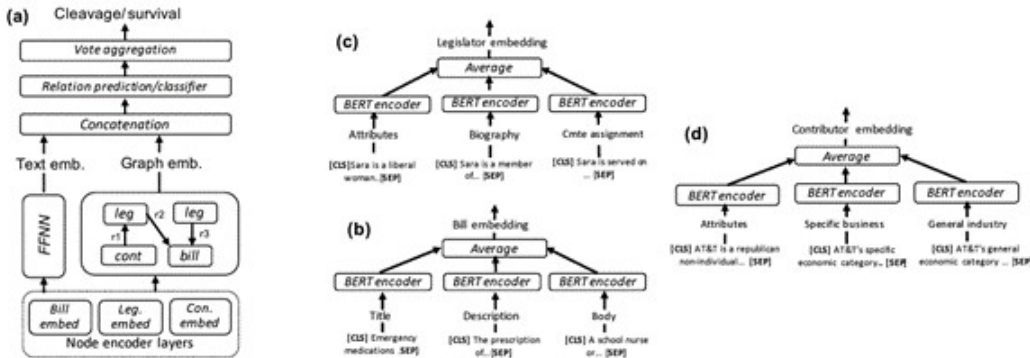 (a)
Cleavage/survival
Vote aggregation
Relation prediction/classifier
Concatenation
Text emb.
Graph emb.
FFNN
leg
r2
leg
r1
r3
cont
bill
Bill embed
Leg. embed
Con. embed
Node encoder layers
(c)
Legislator embedding
Average
BERT encoder
BERT encoder
BERT encoder
Attributes
Biography
Cmte assignment
[CLS]Sara is a liberal woman..[SEP]
[CLS] Sara is a member of... [SEP]
[CLS] Sara is served on ... [SEP]
(b)
Bill embedding
Average
BERT encoder
BERT encoder
BERT encoder
Title
Description
Body
[CLS] Emergency medications .SEP]
[CLS] The prescription of...[SEP]
[CLS] A school nurse or... [SEP]
(d)
Contributor embedding
Average
BERT encoder
BERT encoder
BERT encoder
Attributes
Specific business
General industry
[CLS] AT&T is a republican non-individual... [SEP]
[CLS] AT&T's specific economic category.. [SEP]
[CLS] AT&T's general economic category ... [SEP]